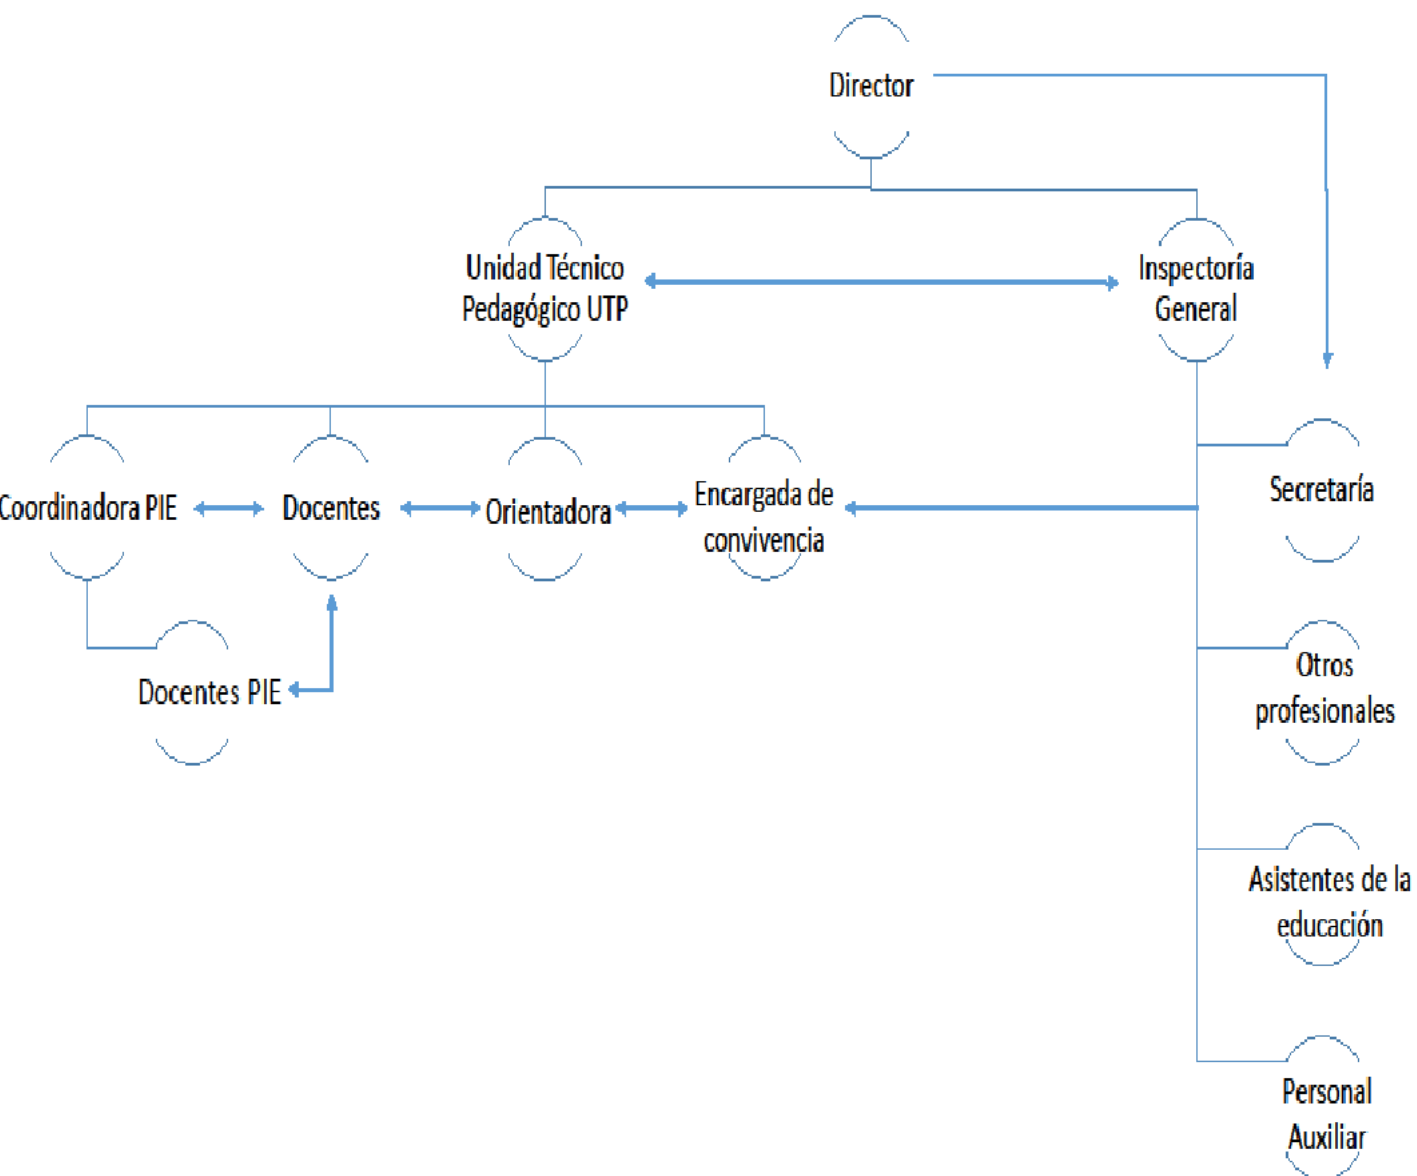 Director
Unidad Técnico
Pedagógico UTP
Inspectoría
General
Coordinadora PIE
Docentes
Orientadora
Encargada de
convivencia
Secretaría
Docentes PIE
Otros
profesionales
Asistentes de la
educación
Personal
Auxiliar